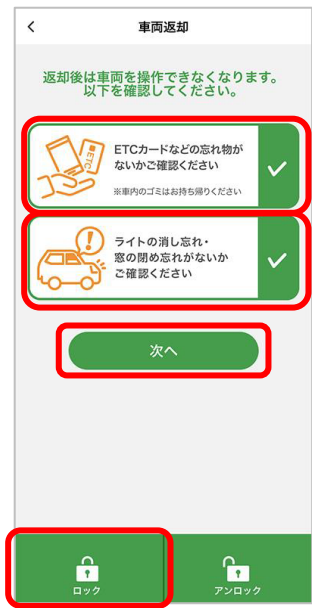 車両返却
返却後は車両を操作できなくなります。
以下を確認してください。
ETC
ETCカードなどの忘れ物が
ないかご確認ください
※車内のゴミはお持ち帰りください
ライトの消し忘れ・
窓の閉め忘れがないか
ご確認ください
次へ
ロック
アンロック